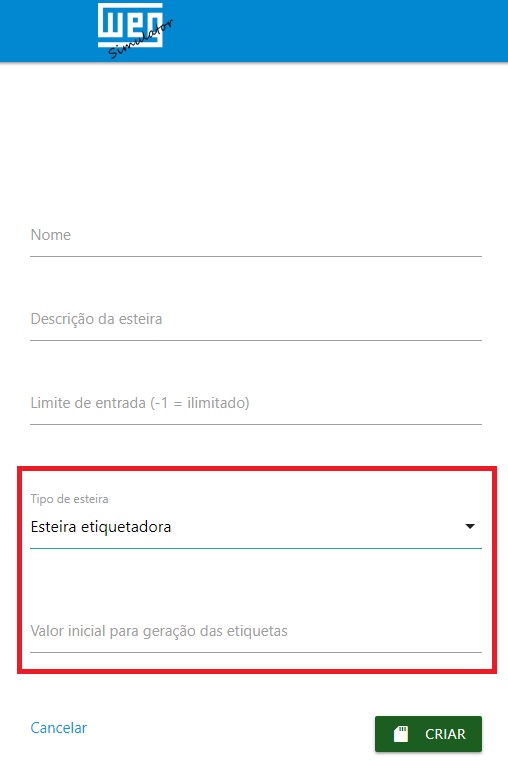 WEG
Simulator
Nome
Descrição da esteira
Limite de entrada (-1 = ilimitado)
Tipo de esteira
Esteira etiquetadora
Valor inicial para geração das etiquetas
Cancelar
CRIAR